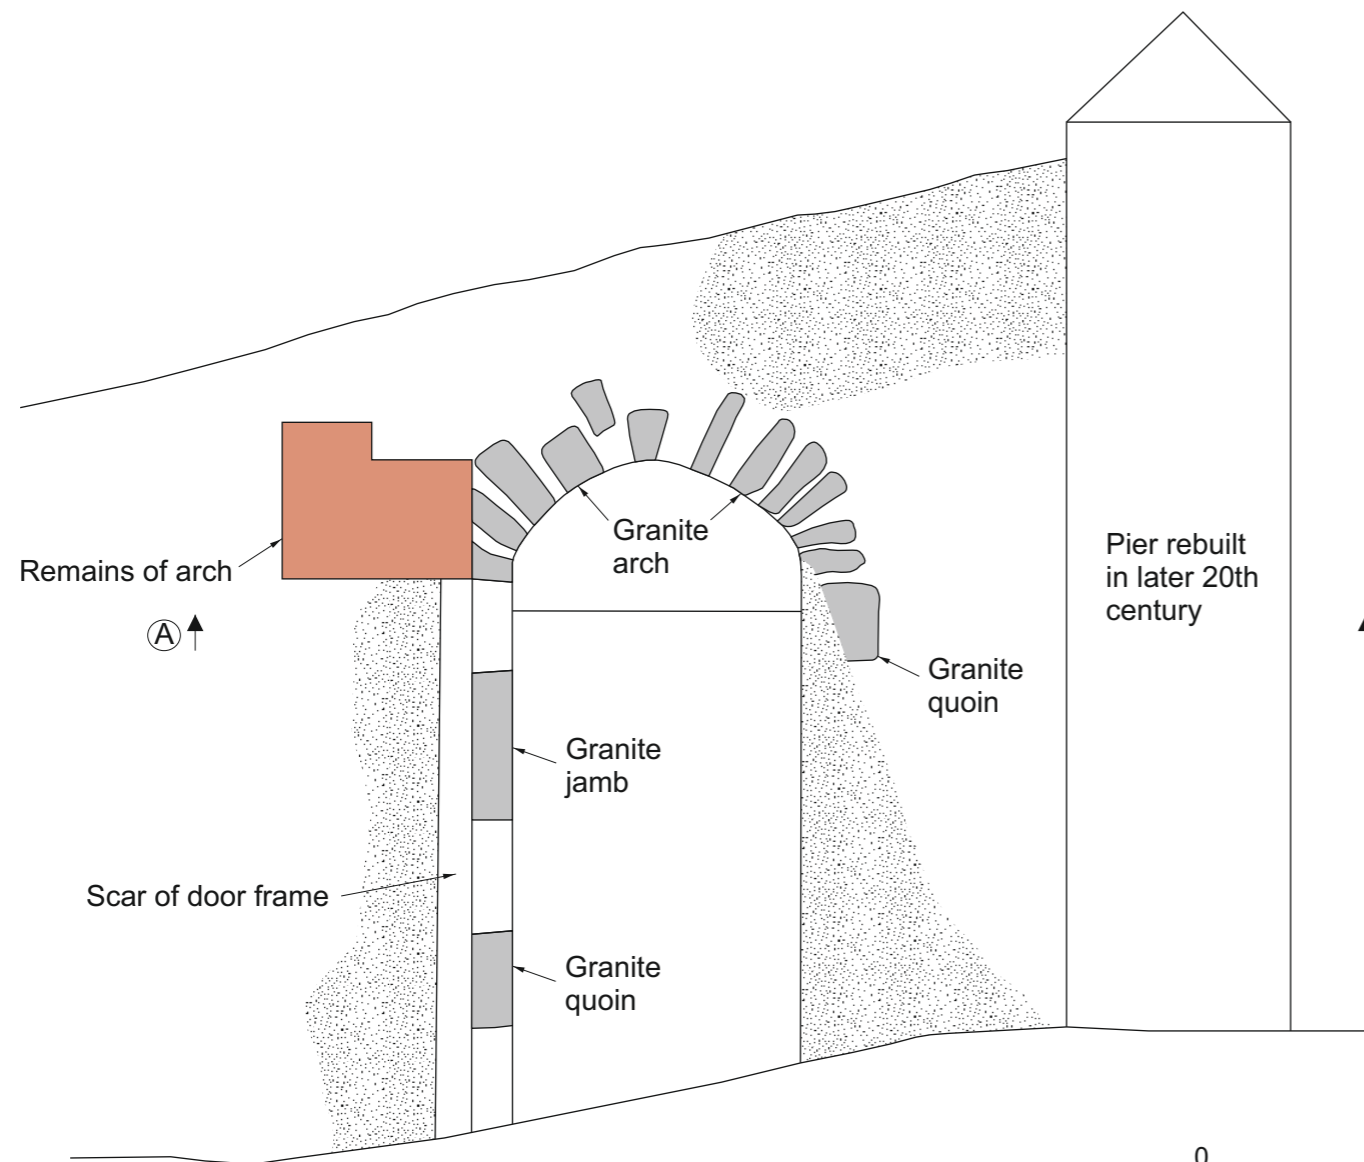 Granite
arch
Remains of arch
A
Pier rebuilt
in later 20th
century
Granite
quoin
Granite
jamb
Scar of door frame
Granite
quoin
0